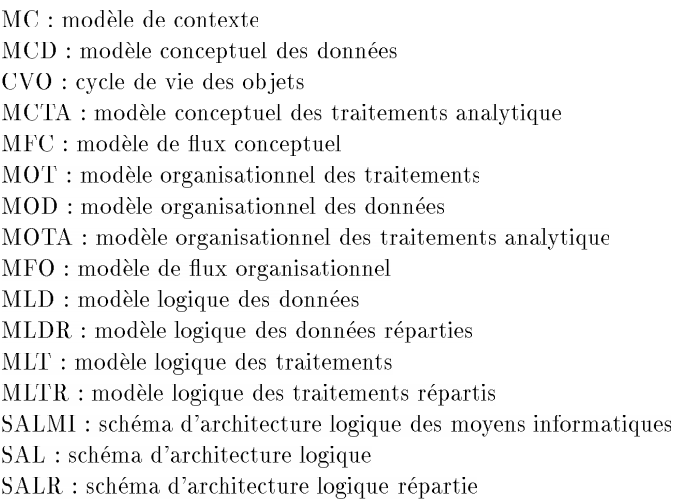 MC : modèle de contexte
MCD : modèle conceptuel des données
CVO : cycle de vie des objets
MCTA : modèle conceptuel des traitements analytique
MFC : modèle de flux conceptuel
MOT : modèle organisationnel des traitements
MOD : modèle organisationnel des données
MOTA : modèle organisationnel des traitements analytique
MFO : modèle de flux organisationnel
MLD : modèle logique des données
MLDR : modèle logique des données réparties
MLT : modèle logique des traitements
MLTR : modèle logique des traitements répartis
SALMI : schéma d'architecture logique des moyens informatiques
SAL : schéma d'architecture logique
SALR : schéma d'architecture logique répartie